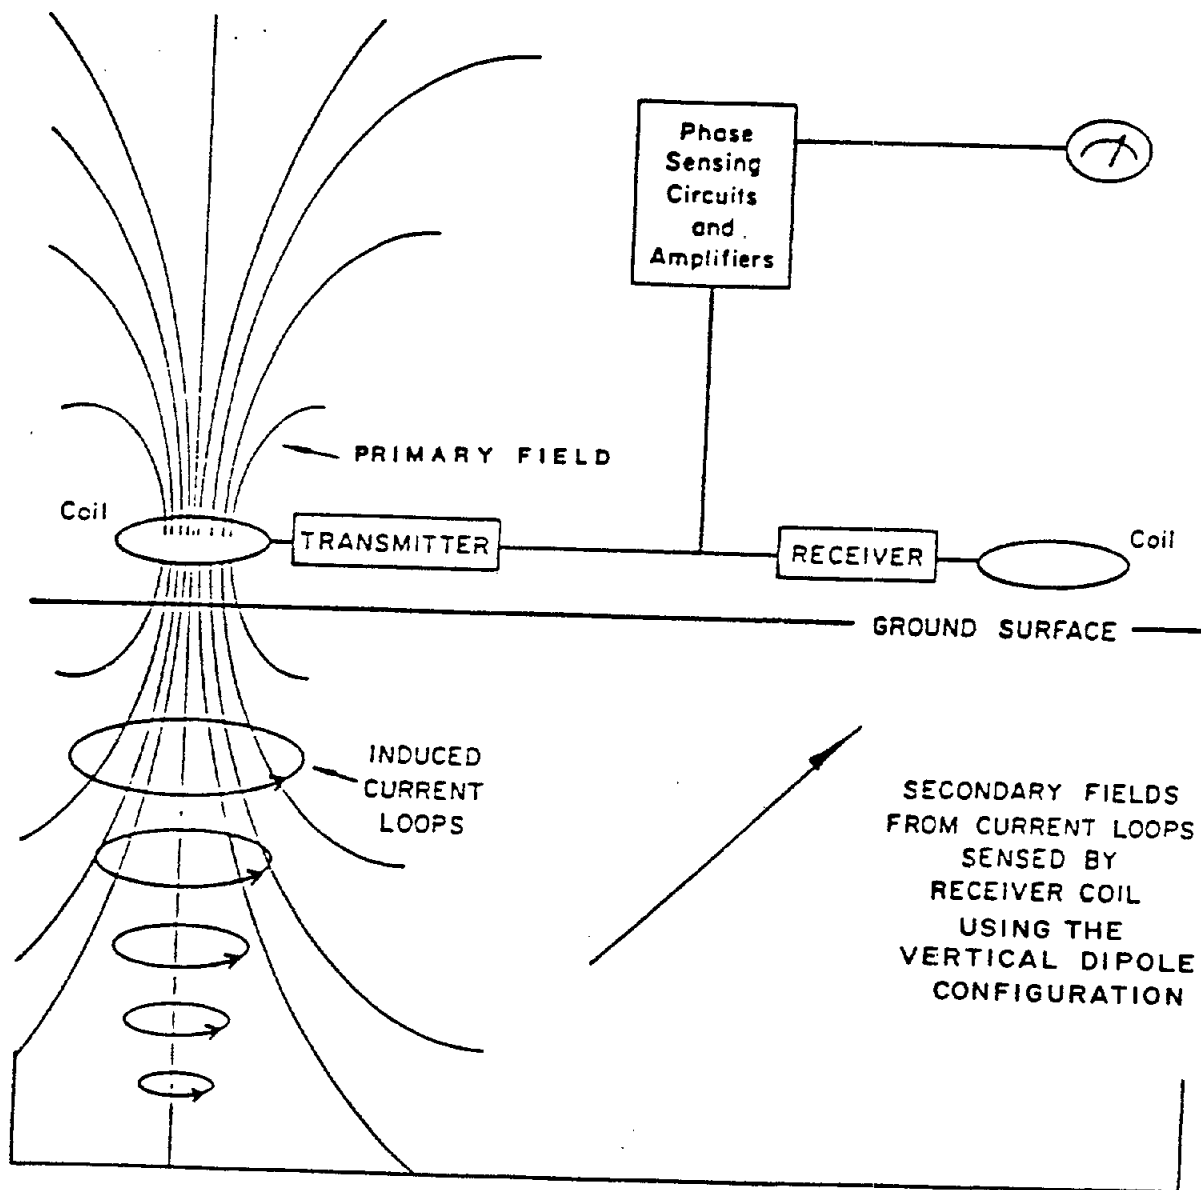 Phase
Sensing
Circuits
and
Amplifiers
PRIMARY FIELD
Coil
TRANSMITTER
RECEIVER
Coil
GROUND SURFACE
INDUCED
CURRENT
LOOPS
SECONDARY FIELDS
FROM CURRENT LOOPS
SENSED BY
RECEIVER COIL
USING THE
VERTICAL DIPOLE
CONFIGURATION